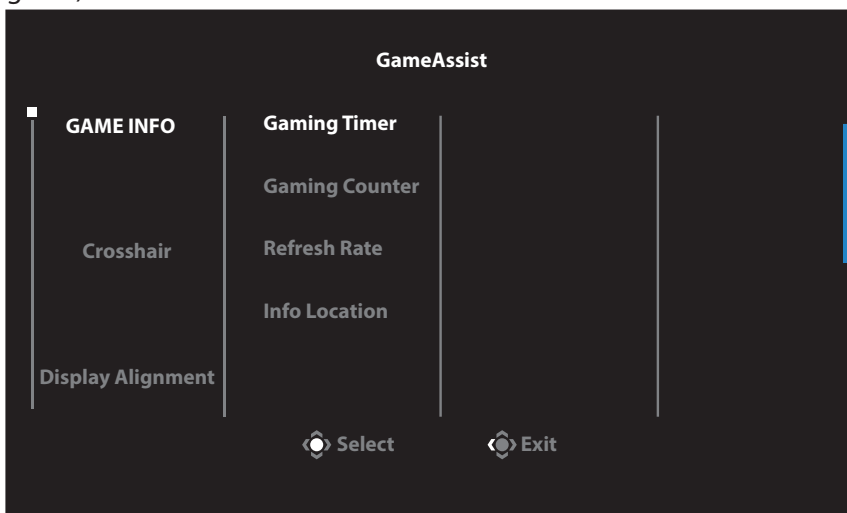 GameAssist
GAME INFO
Gaming Timer
Gaming Counter
Crosshair
Refresh Rate
Info Location
Display Alignment
Select
Exit